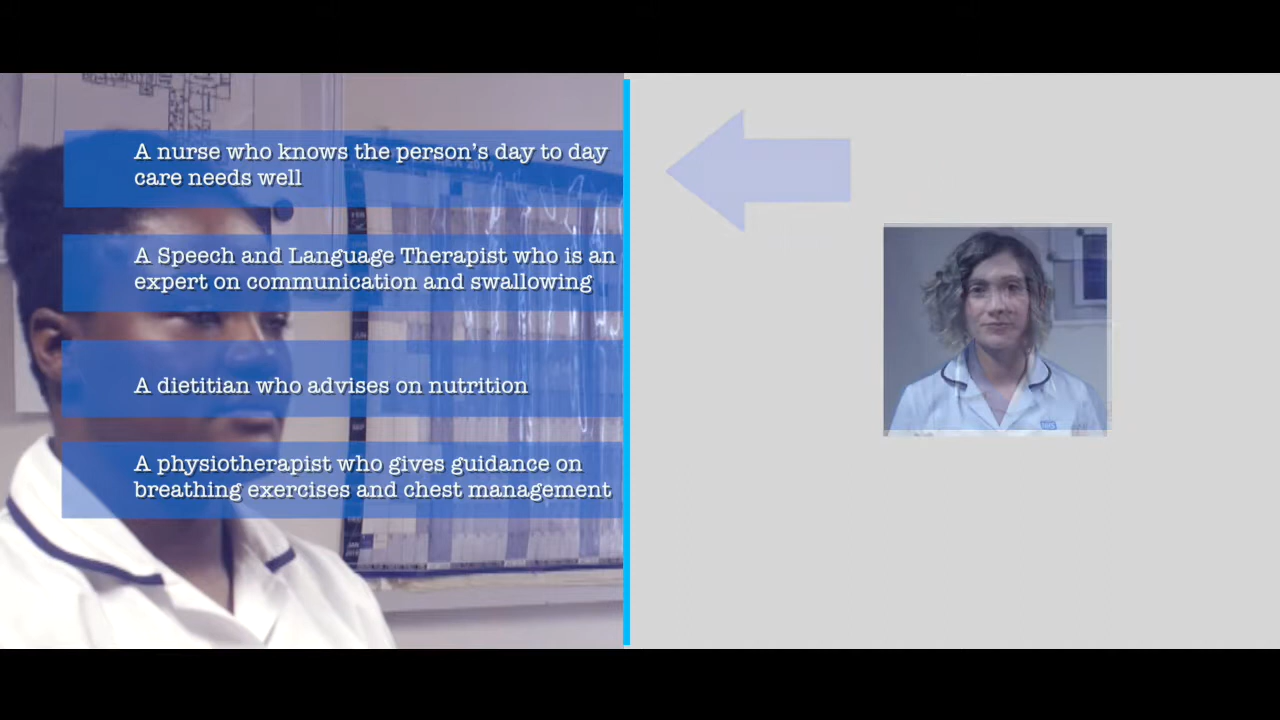 A nurse who knows the person's day to day
care needs well
A Speech and Language Therapist who is an
expert on communication and swallowing
A dietitian who advises on nutrition
A physiotherapist who gives guidance on
breathing exercises and chest management